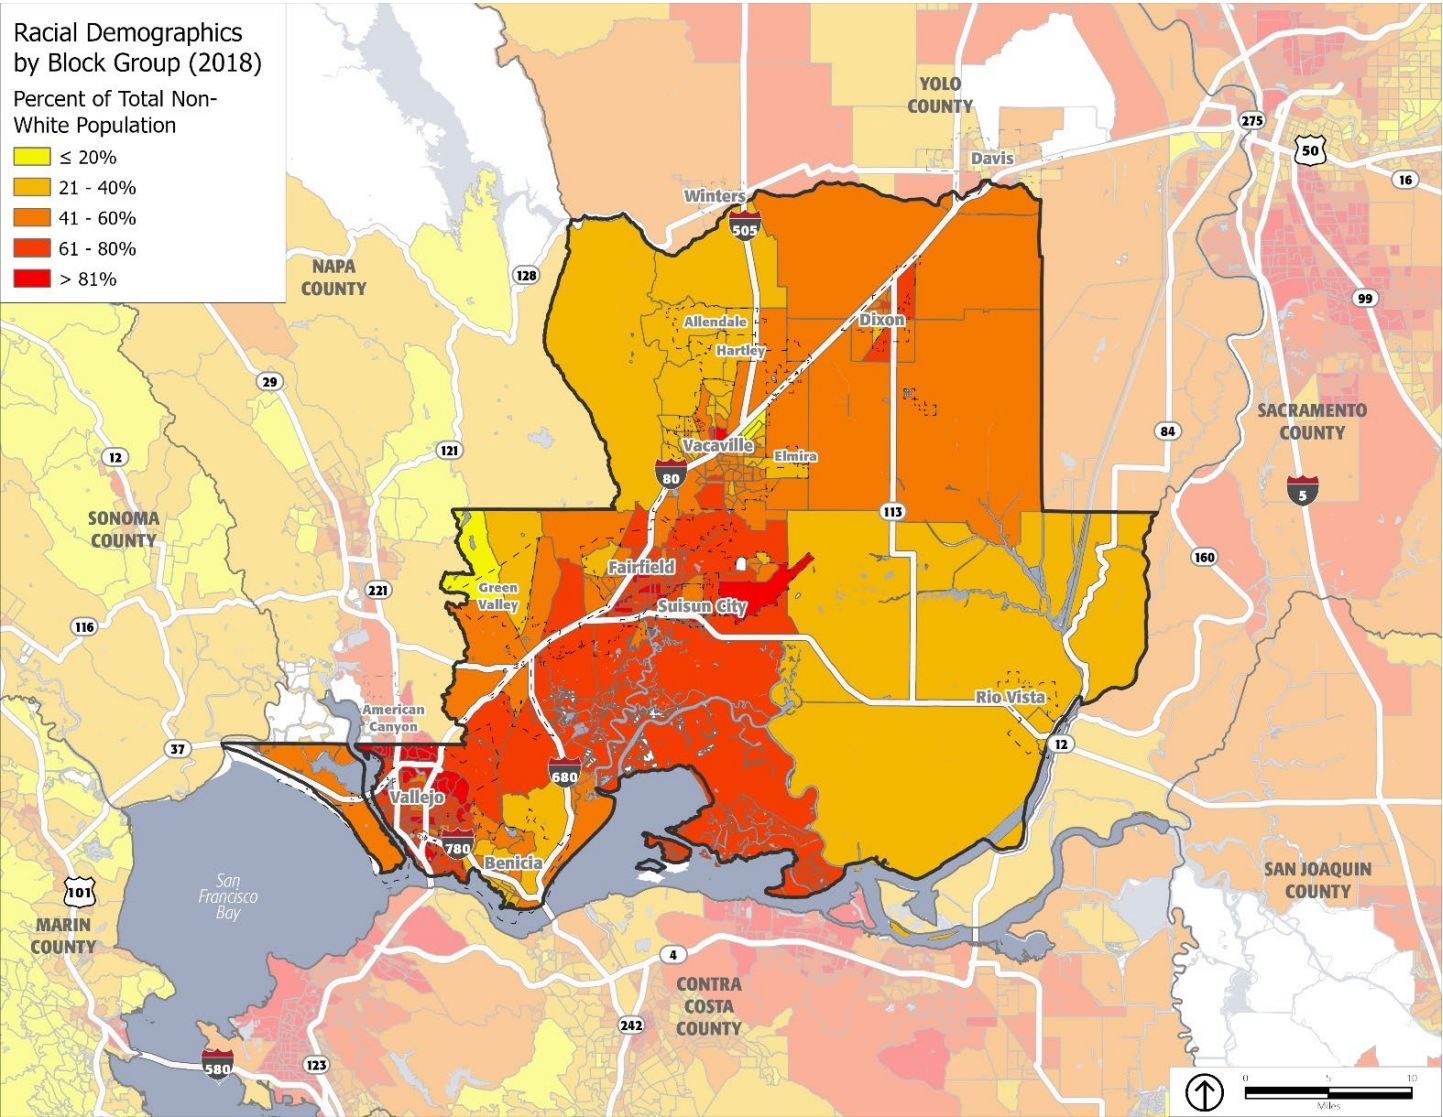 Racial Demographics
by Block Group (2018)
Percent of Total Non-
White Population
≤ 20%
21 - 40%
41 - 60%
61 - 80%
> 81%
YOLO
COUNTY
Davis
275
50
16
Winters
505
NAPA
COUNTY
128
99
Allendale
Dixon
Hartley
29
SACRAMENTO
COUNTY
84
12
121
Vacaville
Elmira
80
5
113
SONOMA
COUNTY
160
Fairfield
221
Green
Valley
Suisun City
116
Rio Vista
American
Canyon
37
12
680
Vallejo
780
Benicia
San
Francisco
Bay
101
SAN JOAQUIN
COUNTY
MARIN
COUNTY
4
CONTRA
COSTA
COUNTY
242
580
123
0 5 10
Miles